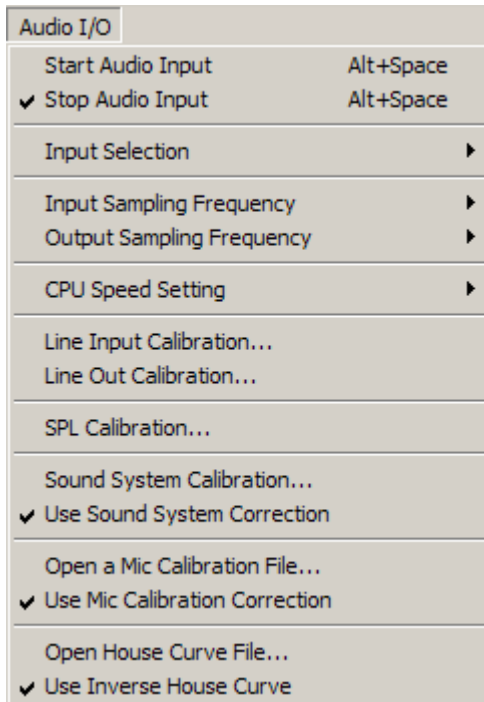 Audio I/O
Start Audio Input Alt+Space
Stop Audio Input Alt+Space
Input Selection
Input Sampling Frequency
Output Sampling Frequency
CPU Speed Setting
Line Input Calibration...
Line Out Calibration...
SPL Calibration...
Sound System Calibration...
Use Sound System Correction
Open a Mic Calibration File...
Use Mic Calibration Correction
Open House Curve File...
Use Inverse House Curve